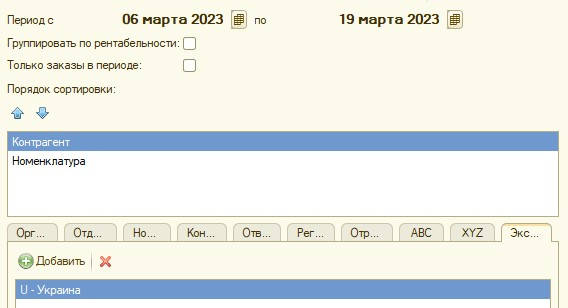 Период с 06 марта 2023 по 19 марта 2023
Группировать по рентабельности:
Только заказы в периоде:
Порядок сортировки:
Контрагент
Номенклатура
Орг... Отд... Но... Кон... Отв... Рег... Отр... ABC XYZ Экс...
Добавить
U - Украина